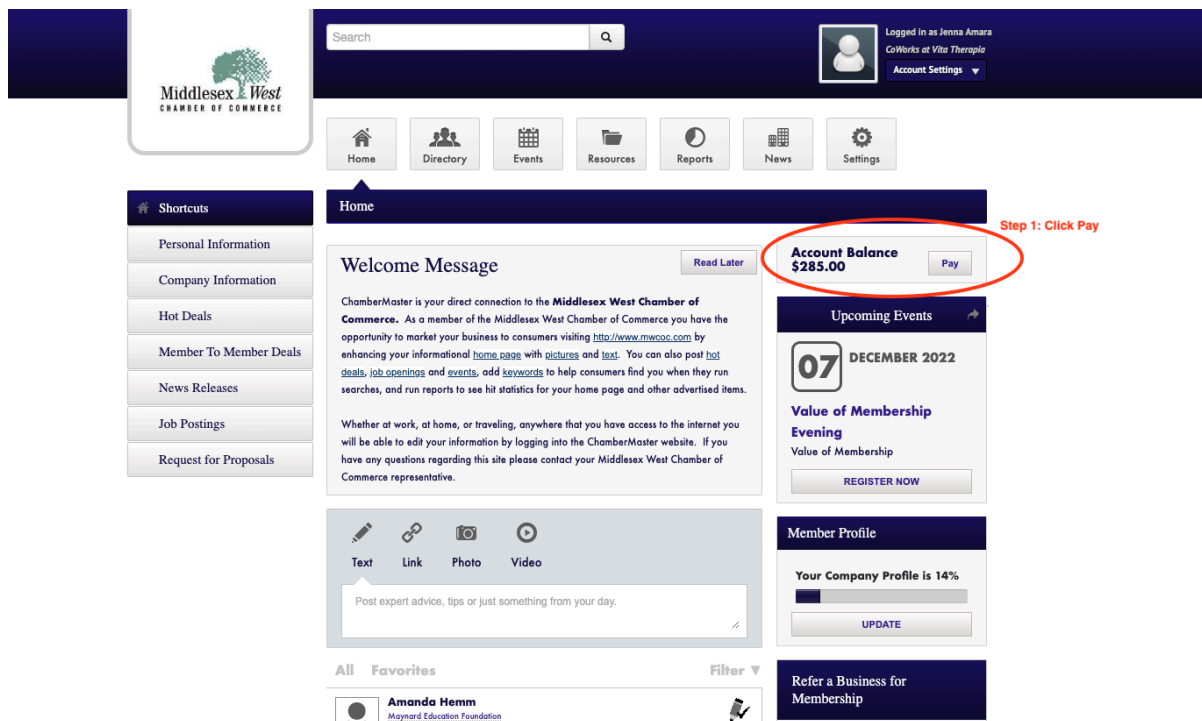 Middlesex West
CHAMBER OF COMMERCE
Search
Logged in as Jenna Amara
CoWorks at Vita Therapia
Account Settings
Home
Directory
Events
Resources
Reports
News
Settings
Shortcuts
Personal Information
Company Information
Hot Deals
Member To Member Deals
News Releases
Job Postings
Request for Proposals
Home
Step 1: Click Pay
Welcome Message
Read Later
ChamberMaster is your direct connection to the Middlesex West Chamber of
Commerce. As a member of the Middlesex West Chamber of Commerce you have the
opportunity to market your business to consumers visiting http://www.mwcoc.com by
enhancing your informational home page with pictures and text. You can also post hot
deals, job openings and events, add keywords to help consumers find you when they run
searches, and run reports to see hit statistics for your home page and other advertised items.
Whether at work, at home, or traveling, anywhere that you have access to the internet you
will be able to edit your information by logging into the ChamberMaster website. If you
have any questions regarding this site please contact your Middlesex West Chamber of
Commerce representative.
Account Balance
$285.00
Pay
Upcoming Events
07
DECEMBER 2022
Value of Membership
Evening
Value of Membership
REGISTER NOW
Text
Link
Photo
Video
Post expert advice, tips or just something from your day.
Member Profile
Your Company Profile is 14%
UPDATE
All
Favorites
Filter
Amanda Hemm
Maynard Education Foundation
Refer a Business for
Membership